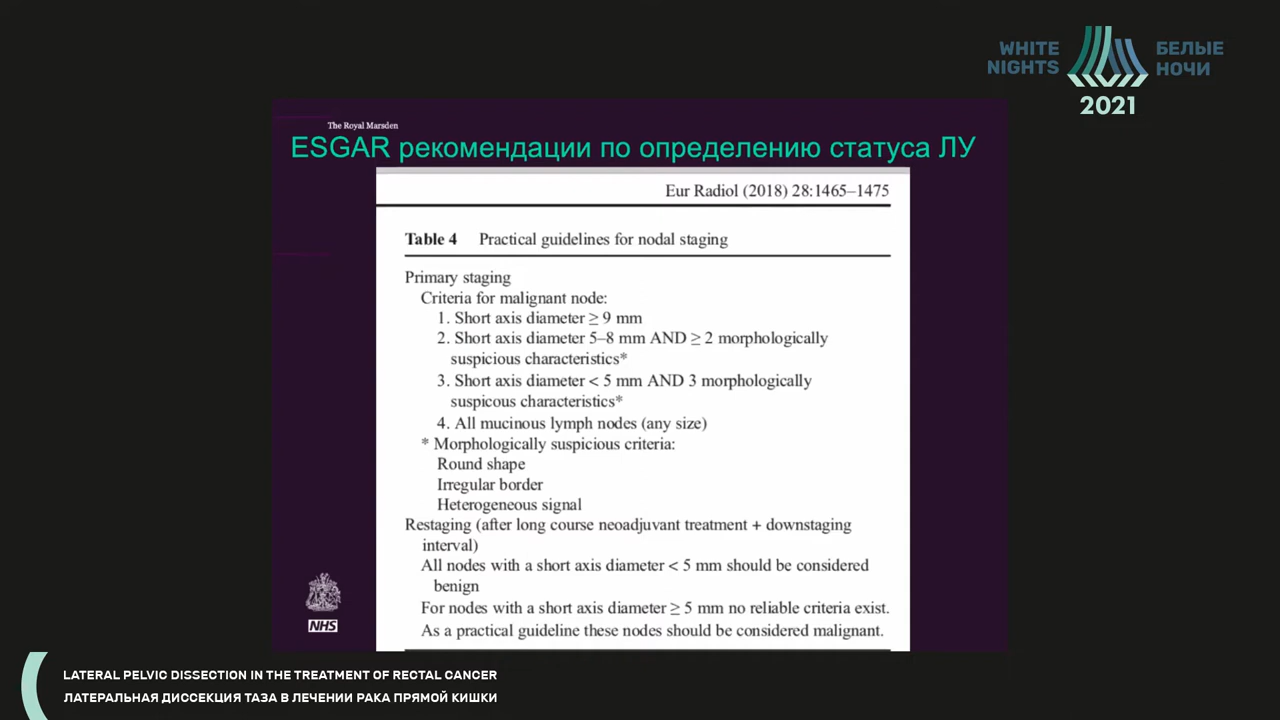 WHITE
NIGHTS
БЕЛЫЕ
НОЧИ
2021
The Royal Marsden
ESGAR рекомендации по определению статуса ЛУ
Eur Radiol (2018) 28:1465–1475
Table 4 Practical guidelines for nodal staging
Primary staging
Criteria for malignant node:
1. Short axis diameter ≥ 9 mm
2. Short axis diameter 5–8 mm AND ≥ 2 morphologically
suspicious characteristics*
3. Short axis diameter < 5 mm AND 3 morphologically
suspicous characteristics*
4. All mucinous lymph nodes (any size)
* Morphologically suspicious criteria:
Round shape
Irregular border
Heterogeneous signal
Restaging (after long course neoadjuvant treatment + downstaging
interval)
All nodes with a short axis diameter < 5 mm should be considered
benign
For nodes with a short axis diameter ≥ 5 mm no reliable criteria exist.
As a practical guideline these nodes should be considered malignant.
NHS
LATERAL PELVIC DISSECTION IN THE TREATMENT OF RECTAL CANCER
ЛАТЕРАЛЬНАЯ ДИССЕКЦИЯ ТАЗА В ЛЕЧЕНИИ РАКА ПРЯМОЙ КИШКИ